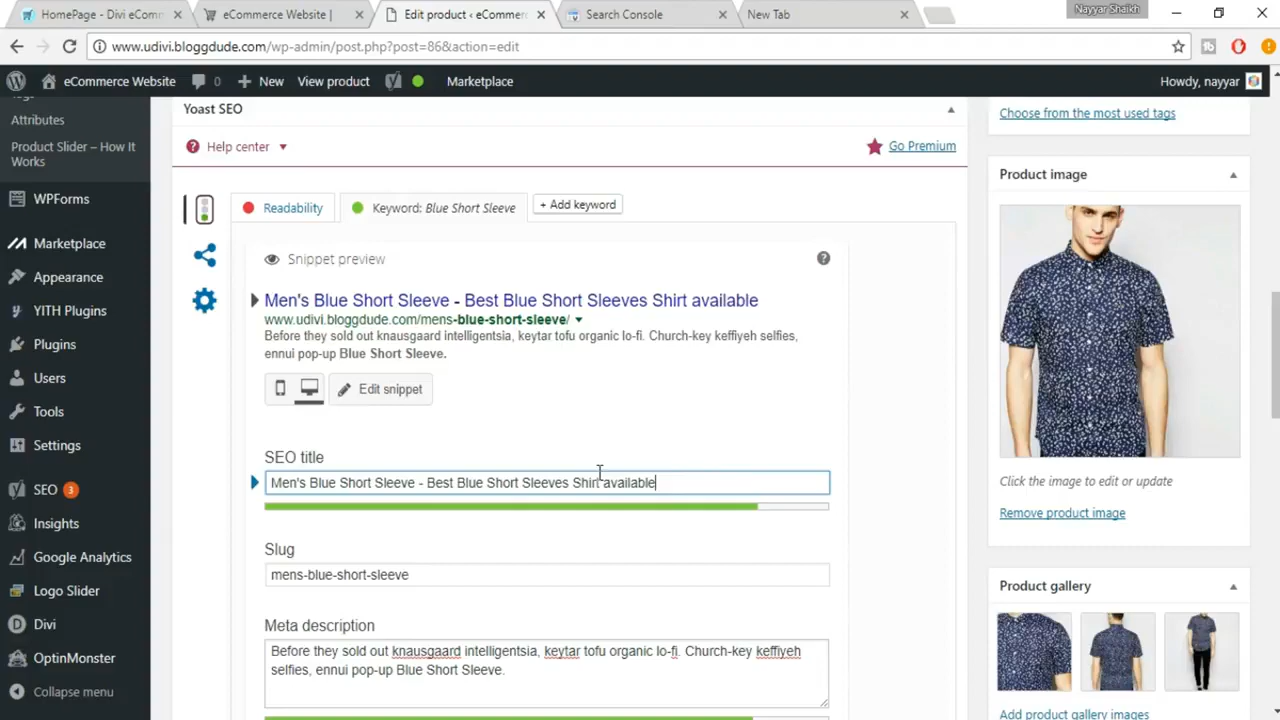 HomePage - Divi eComm
eCommerce Website |
Edit product ‹ eCommerc
Search Console
New Tab
Nayyar Shaikh
www.udivi.bloggdude.com/wp-admin/post.php?post=86&action=edit
eCommerce Website
0
New
View product
Marketplace
Howdy, nayyar
Attributes
Product Slider – How It
Works
WPForms
Marketplace
Appearance
YITH Plugins
Plugins
Users
Tools
Settings
SEO 3
Insights
Google Analytics
Logo Slider
Divi
OptinMonster
Collapse menu
Yoast SEO
Help center
Go Premium
Readability
Keyword: Blue Short Sleeve
+ Add keyword
Snippet preview
Men's Blue Short Sleeve - Best Blue Short Sleeves Shirt available
www.udivi.bloggdude.com/mens-blue-short-sleeve/
Before they sold out knausgaard intelligentsia, keytar tofu organic lo-fi. Church-key keffiyeh selfies,
ennui pop-up Blue Short Sleeve.
Edit snippet
SEO title
Men's Blue Short Sleeve - Best Blue Short Sleeves Shirt available
Slug
mens-blue-short-sleeve
Meta description
Before they sold out knausgaard intelligentsia, keytar tofu organic lo-fi. Church-key keffiyeh
selfies, ennui pop-up Blue Short Sleeve.
Choose from the most used tags
Product image
Click the image to edit or update
Remove product image
Product gallery
Add product gallery images